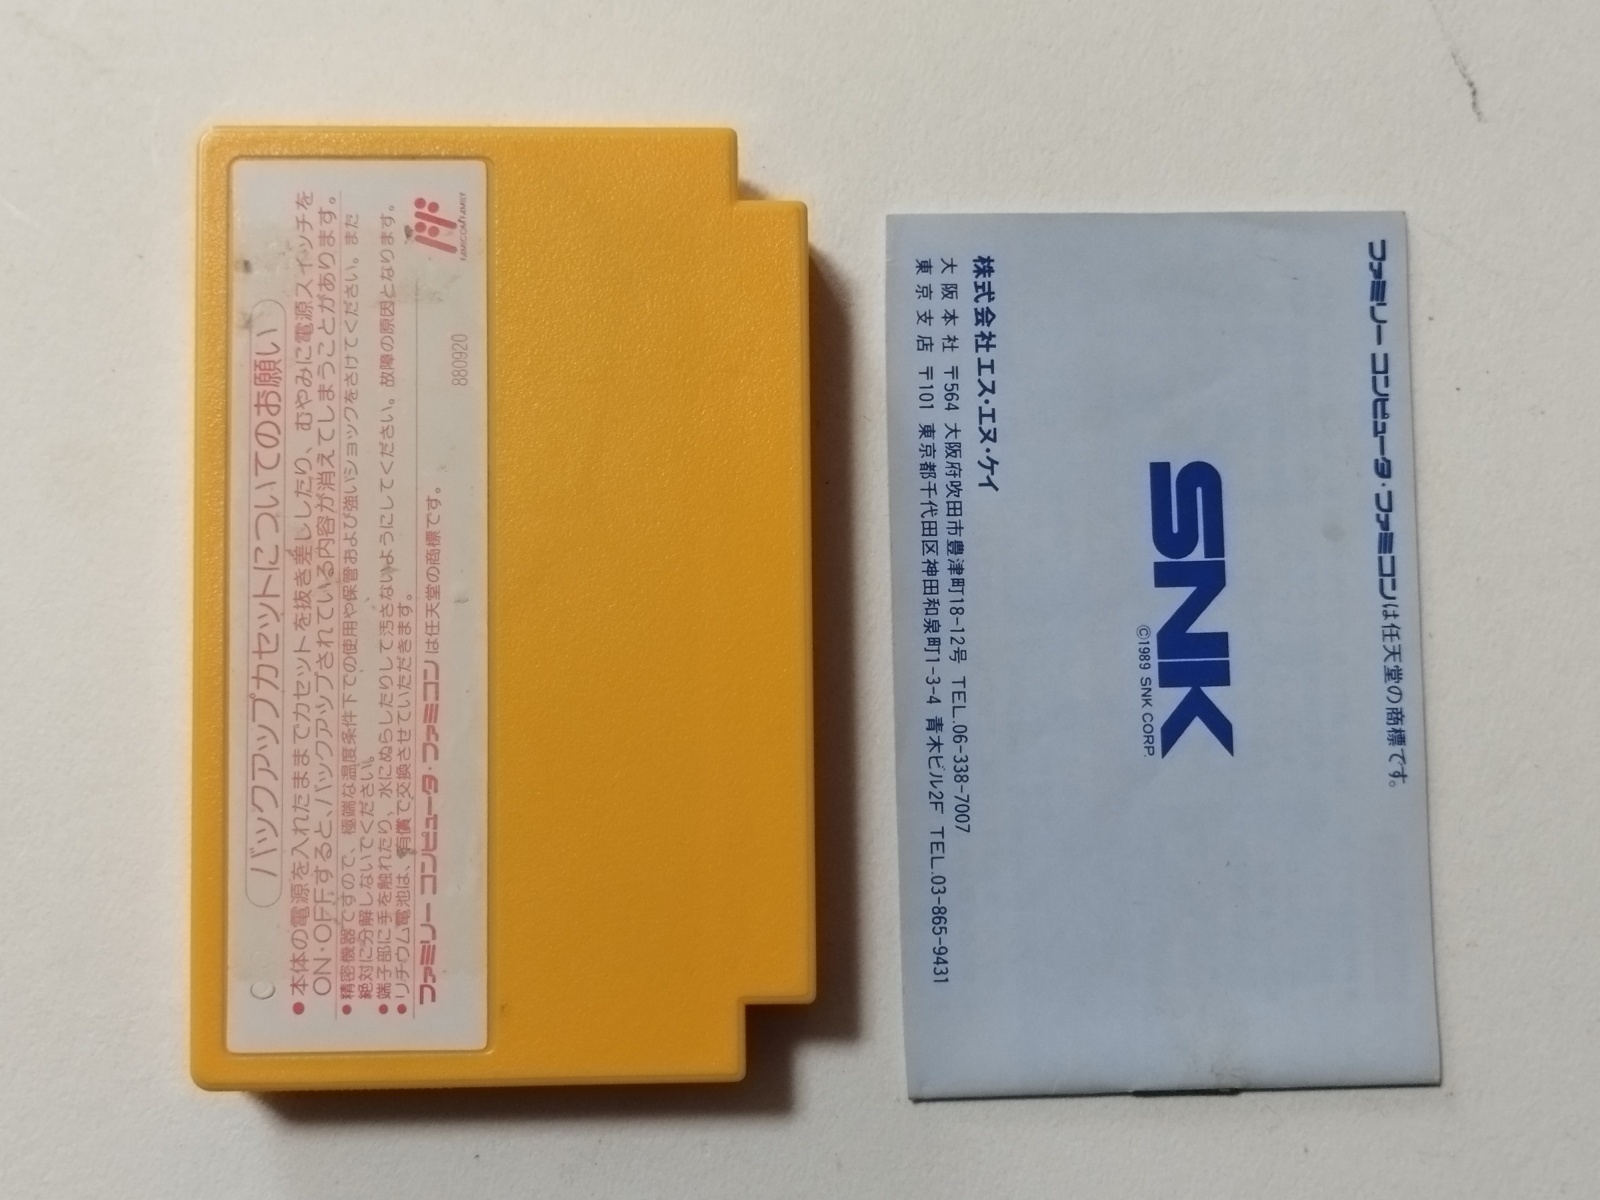 バックアップカセットについてのお願い
●本体の電源を入れたままでカセットを抜き差ししたり、むやみに電源スイッチを
ON・OFFすると、バックアップされている内容が消えてしまうことがあります。
●精密機器ですので、極端な温度条件下での使用や保管および強いショックをさけてください。また
絶対に分解しないでください。
●端子部に手を触れたり、水にぬらしたりして汚さないようにしてください。故障の原因となります。
●リチウム電池は、有償で交換させていただきます。
ファミリーコンピュータ・ファミコンは任天堂の商標です。
880920
FAMICOM FAMILY
ファミリーコンピュータ・ファミコンは任天堂の商標です。
SNK
©1989 SNK CORP.
株式会社エス・エヌ・ケイ
大阪本社 〒564 大阪府吹田市豊津町18-12号 TEL.06-338-7007
東京支店 〒101 東京都千代田区神田和泉町1-3-4 青木ビル2F TEL.03-865-9431